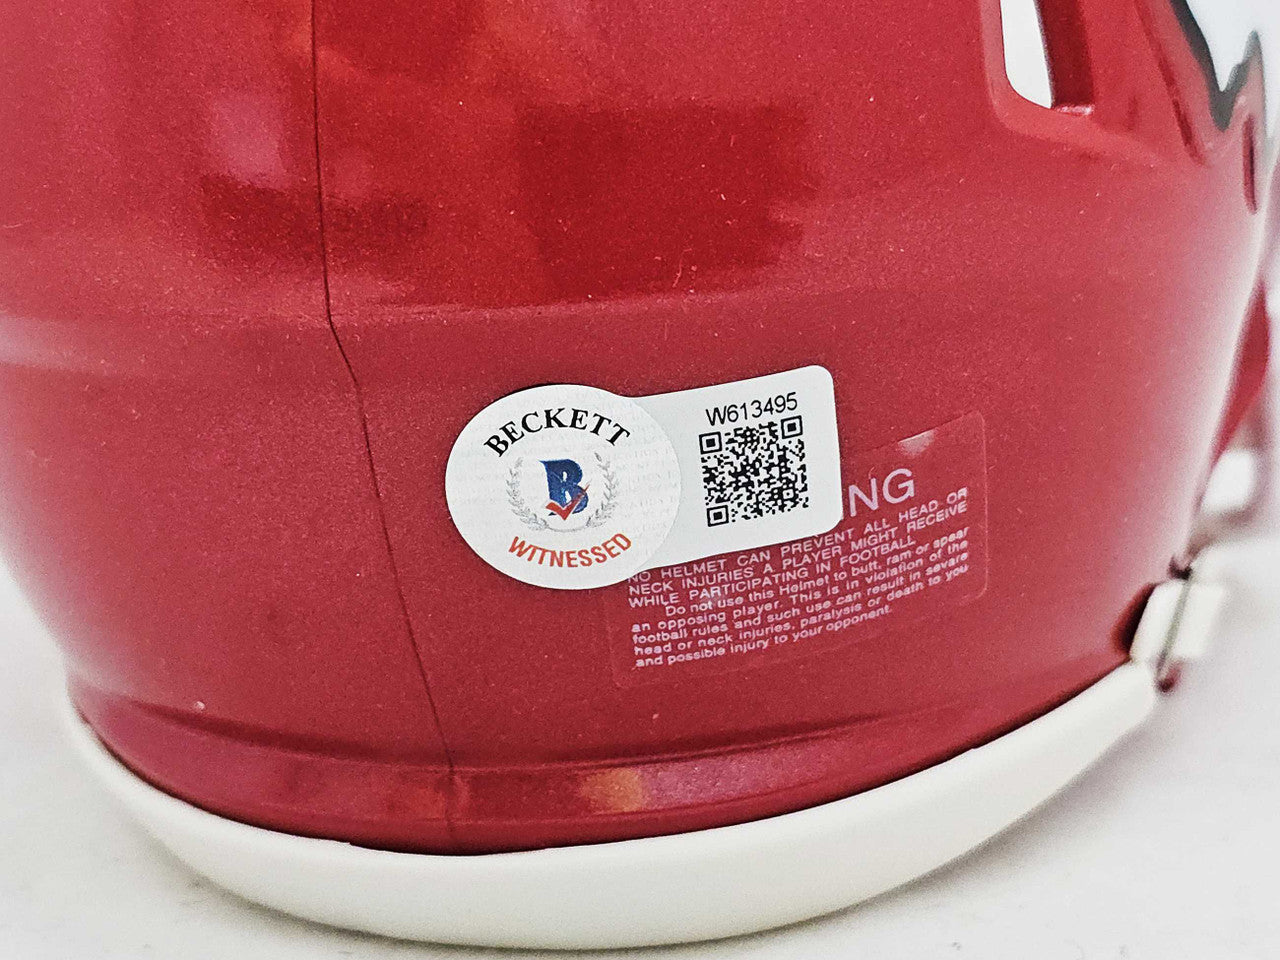 BECKETT
B
WITNESSED
W613495
NG
NO HELMET CAN PREVENT ALL HEAD OR
NECK INJURIES A PLAYER MIGHT RECEIVE
WHILE PARTICIPATING IN FOOTBALL
Do not use this Helmet to butt, ram or spear
an opposing player. This is in violation of the
football rules and such use can result in severe
head or neck injuries, paralysis or death to you
and possible injury to your opponent.